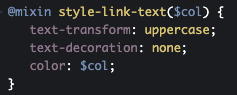 @mixin style-link-text($col) {
  text-transform: uppercase;
  text-decoration: none;
  color: $col;
}